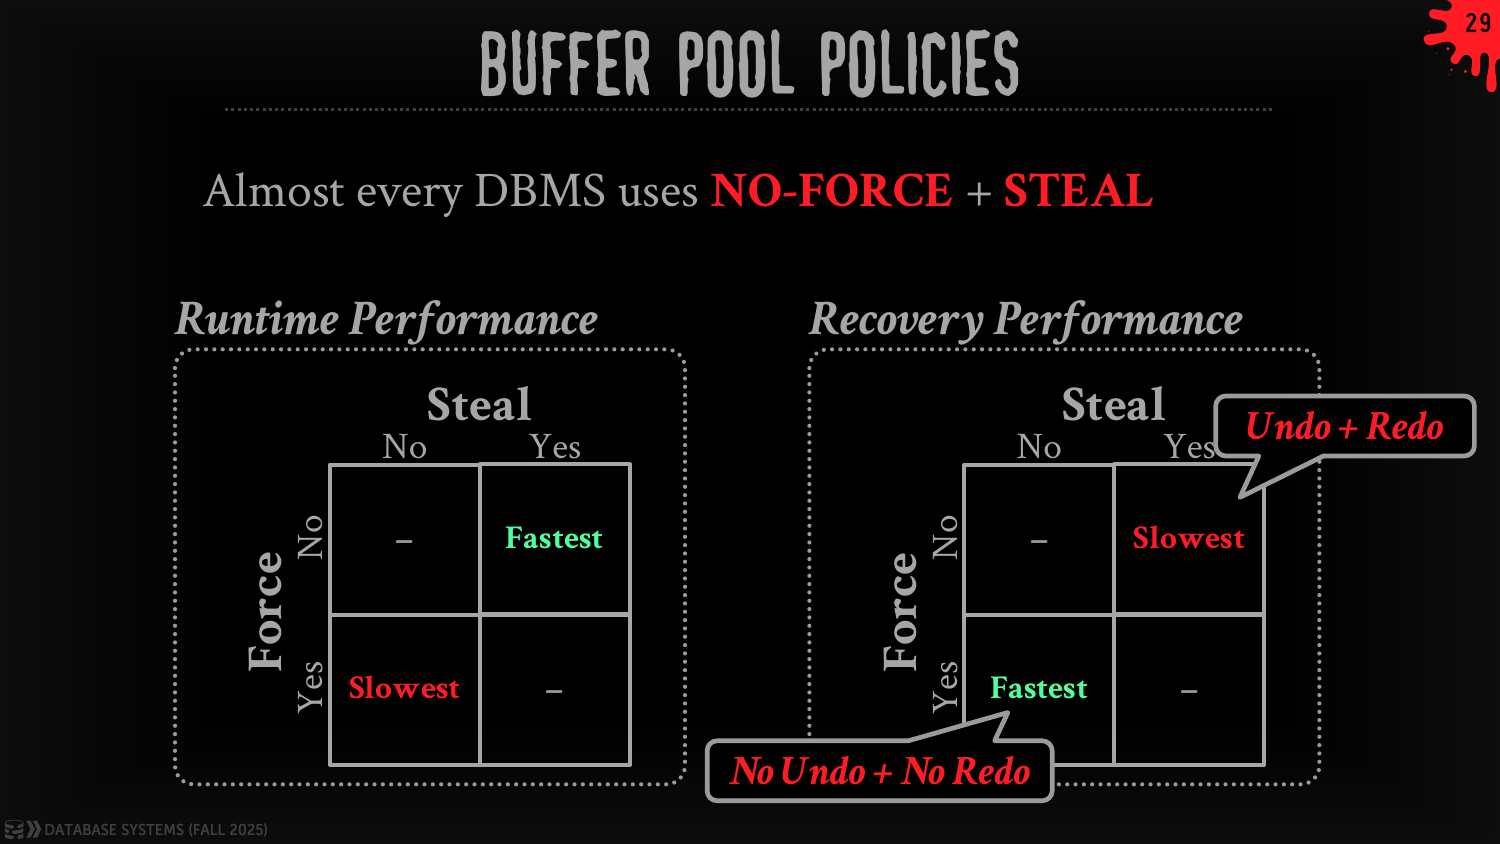 29
BUFFER POOL POLICIES
Almost every DBMS uses NO-FORCE + STEAL
Runtime Performance
Steal
No Yes
Force
No
– Fastest
Yes
Slowest –
Recovery Performance
Steal
No Yes
Undo + Redo
Force
No
– Slowest
Yes
Fastest –
No Undo + No Redo
DATABASE SYSTEMS (FALL 2025)